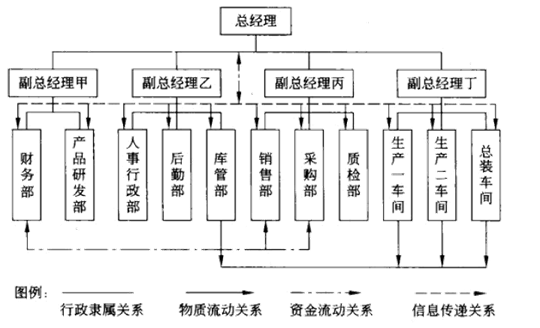 总经理
副总经理甲 副总经理乙 副总经理丙 副总经理丁
财务部 产品研发部 人事行政部 后勤部 库管部 销售部 采购部 质检部 生产一车间 生产二车间 总装车间
图例：
行政隶属关系 物质流动关系 资金流动关系 信息传递关系